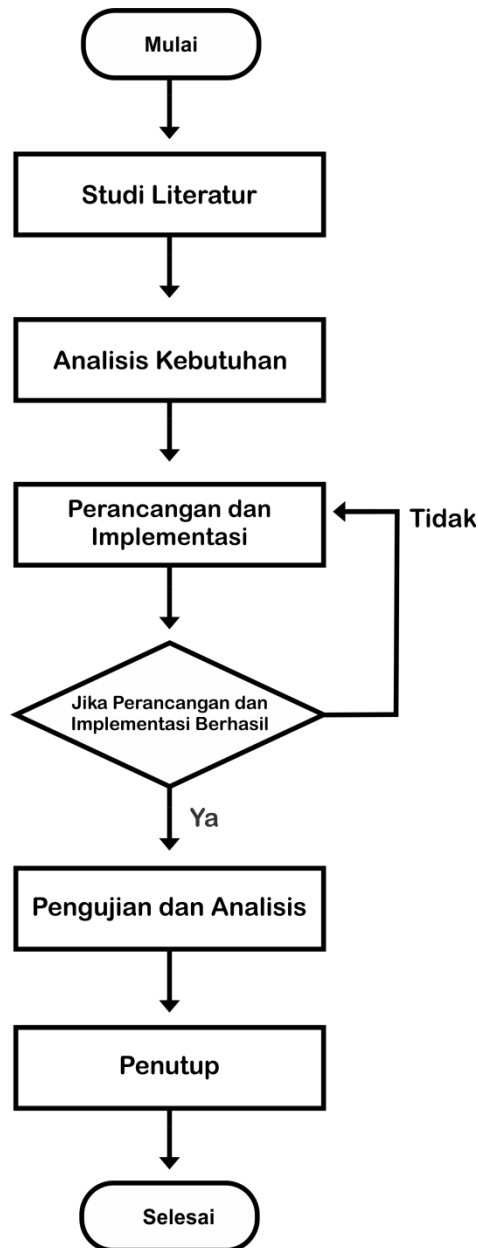 Mulai
Studi Literatur
Analisis Kebutuhan
Perancangan dan
Implementasi
Tidak
Jika Perancangan dan
Implementasi Berhasil
Ya
Pengujian dan Analisis
Penutup
Selesai